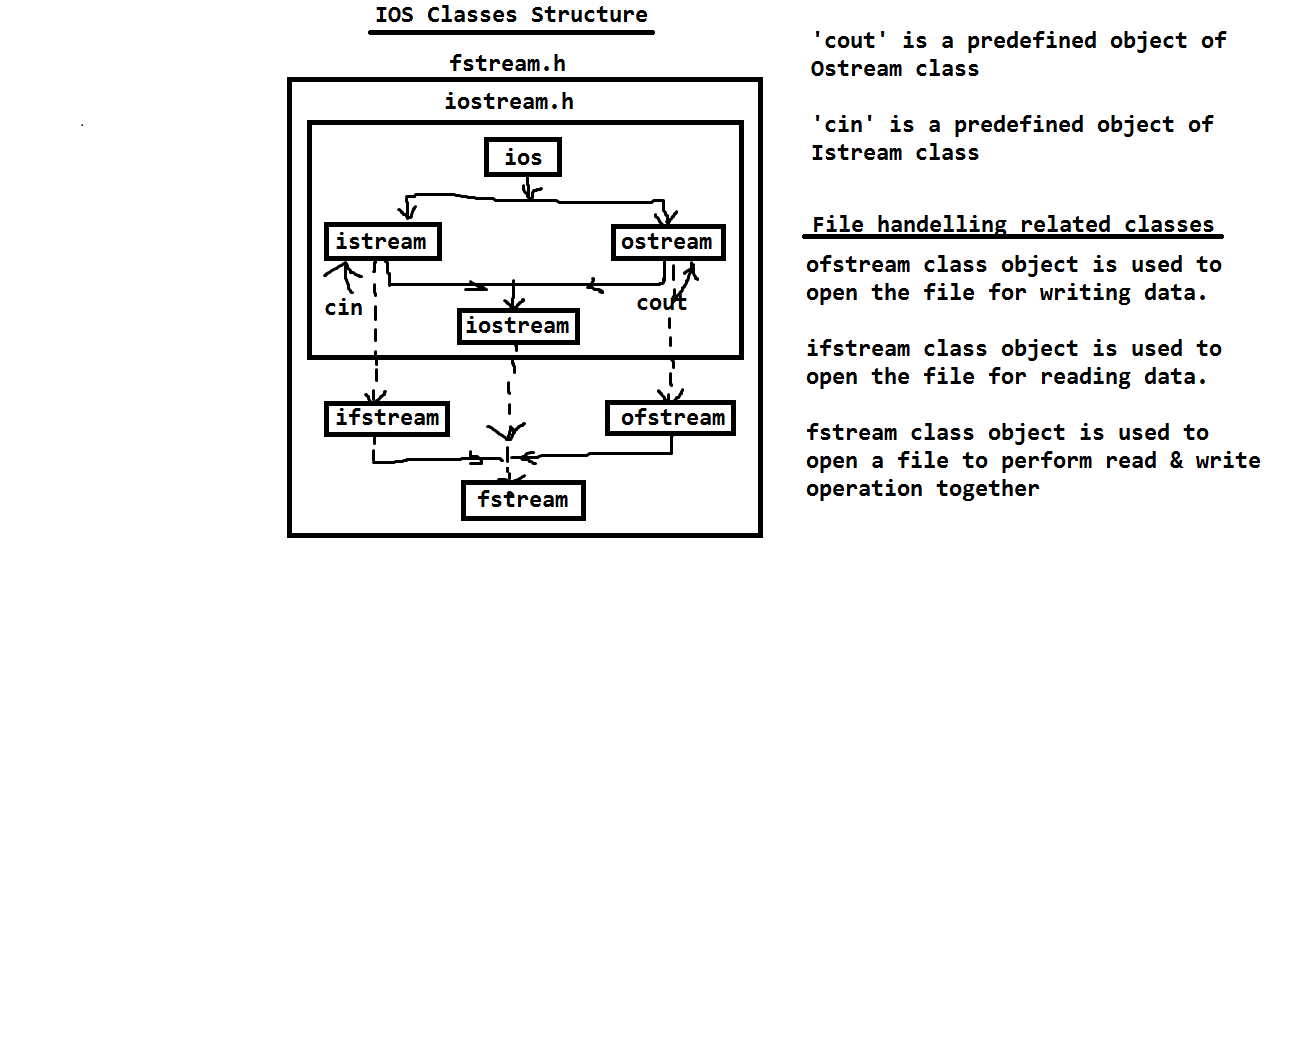 IOS Classes Structure
fstream.h
iostream.h
ios
istream
ostream
cin
cout
iostream
ifstream
ofstream
fstream
'cout' is a predefined object of
Ostream class
'cin' is a predefined object of
Istream class
File handelling related classes
ofstream class object is used to
open the file for writing data.
ifstream class object is used to
open the file for reading data.
fstream class object is used to
open a file to perform read & write
operation together